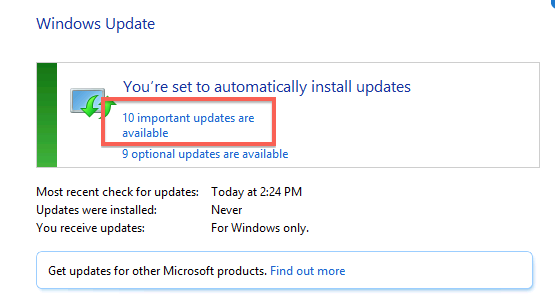 Windows Update
You're set to automatically install updates
10 important updates are
available
9 optional updates are available
Most recent check for updates: Today at 2:24 PM
Updates were installed: Never
You receive updates: For Windows only.
Get updates for other Microsoft products. Find out more